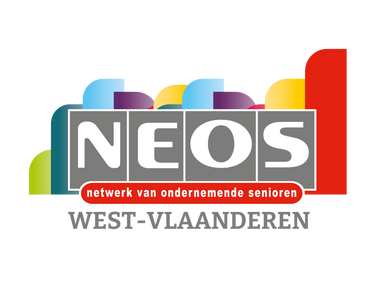 NEOS
netwerk van ondernemende senioren
WEST-VLAANDEREN